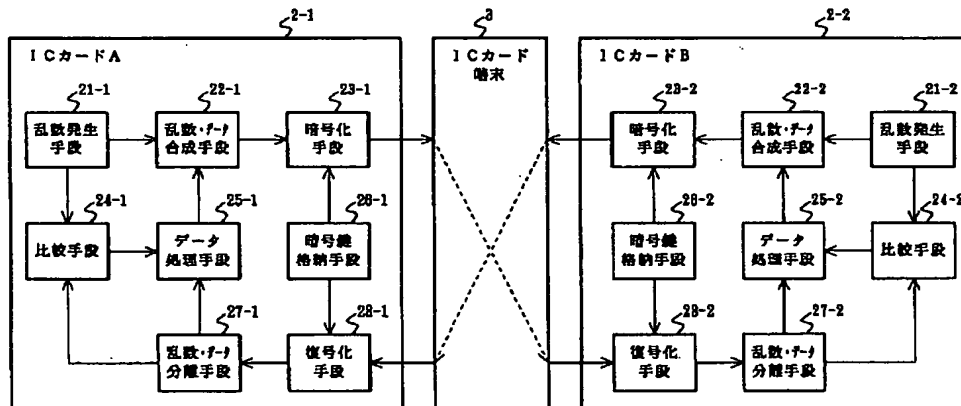 2-1
3
2-2
ICカードA
ICカード
端末
ICカードB
21-1
22-1
23-1
23-2
22-2
21-2
乱数発生
手段
乱数・データ
合成手段
暗号化
手段
暗号化
手段
乱数・データ
合成手段
乱数発生
手段
24-1
25-1
26-1
26-2
25-2
24-2
比較手段
データ
処理手段
暗号鍵
格納手段
暗号鍵
格納手段
データ
処理手段
比較手段
27-1
28-1
28-2
27-2
乱数・データ
分離手段
復号化
手段
復号化
手段
乱数・データ
分離手段